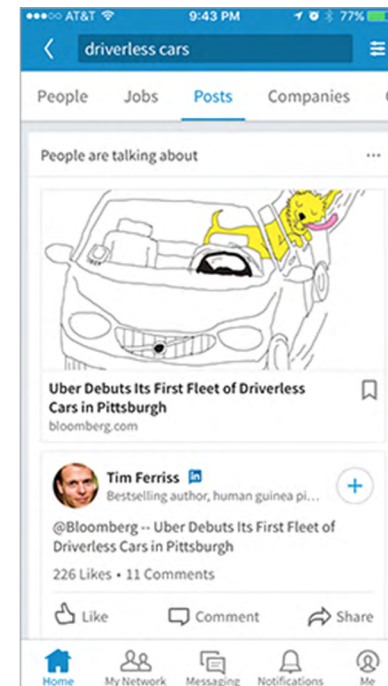 AT&T 9:43 PM 77%
driverless cars
People Jobs Posts Companies
People are talking about
Uber Debuts Its First Fleet of Driverless
Cars in Pittsburgh
bloomberg.com
Tim Ferriss in
Bestselling author, human guinea pi...
@Bloomberg -- Uber Debuts Its First Fleet of
Driverless Cars in Pittsburgh
226 Likes • 11 Comments
Like Comment Share
Home My Network Messaging Notifications Me